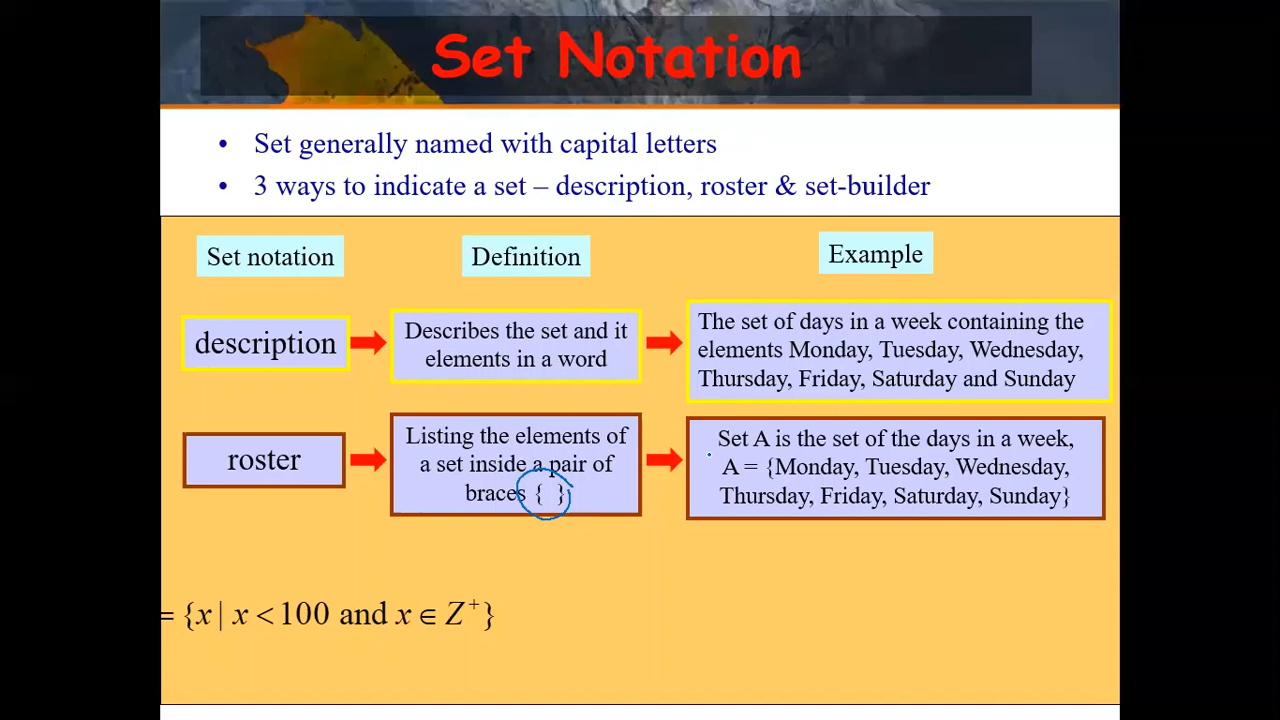 Set Notation
• Set generally named with capital letters
• 3 ways to indicate a set – description, roster & set-builder
Set notation
Definition
Example
description
Describes the set and it
elements in a word
The set of days in a week containing the
elements Monday, Tuesday, Wednesday,
Thursday, Friday, Saturday and Sunday
roster
Listing the elements of
a set inside a pair of
braces { }
Set A is the set of the days in a week,
A = {Monday, Tuesday, Wednesday,
Thursday, Friday, Saturday, Sunday}
= {x | x < 100 and x ∈ Z⁺}